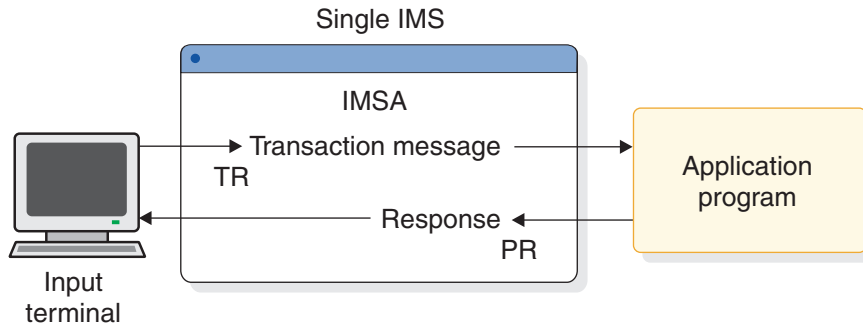 Single IMS
IMSA
Transaction message
TR
Response
PR
Application
program
Input
terminal